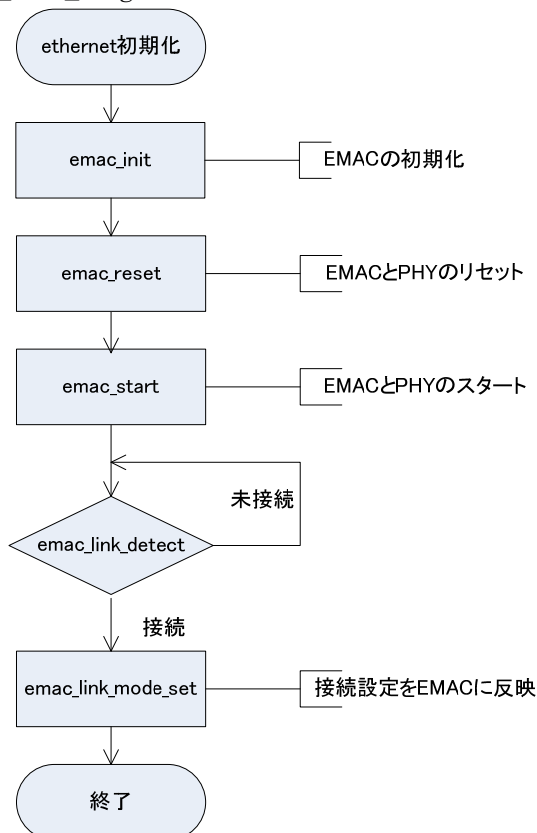 ethernet初期化
emac_init
EMACの初期化
emac_reset
EMACとPHYのリセット
emac_start
EMACとPHYのスタート
未接続
emac_link_detect
接続
emac_link_mode_set
接続設定をEMACに反映
終了